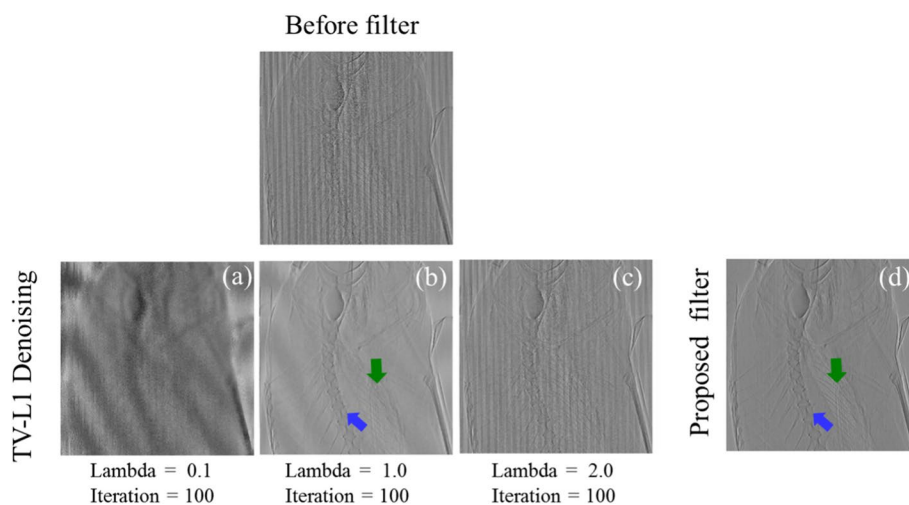 Before filter
TV-L1 Denoising
(a)
(b)
(c)
Proposed filter
(d)
Lambda = 0.1
Iteration = 100
Lambda = 1.0
Iteration = 100
Lambda = 2.0
Iteration = 100